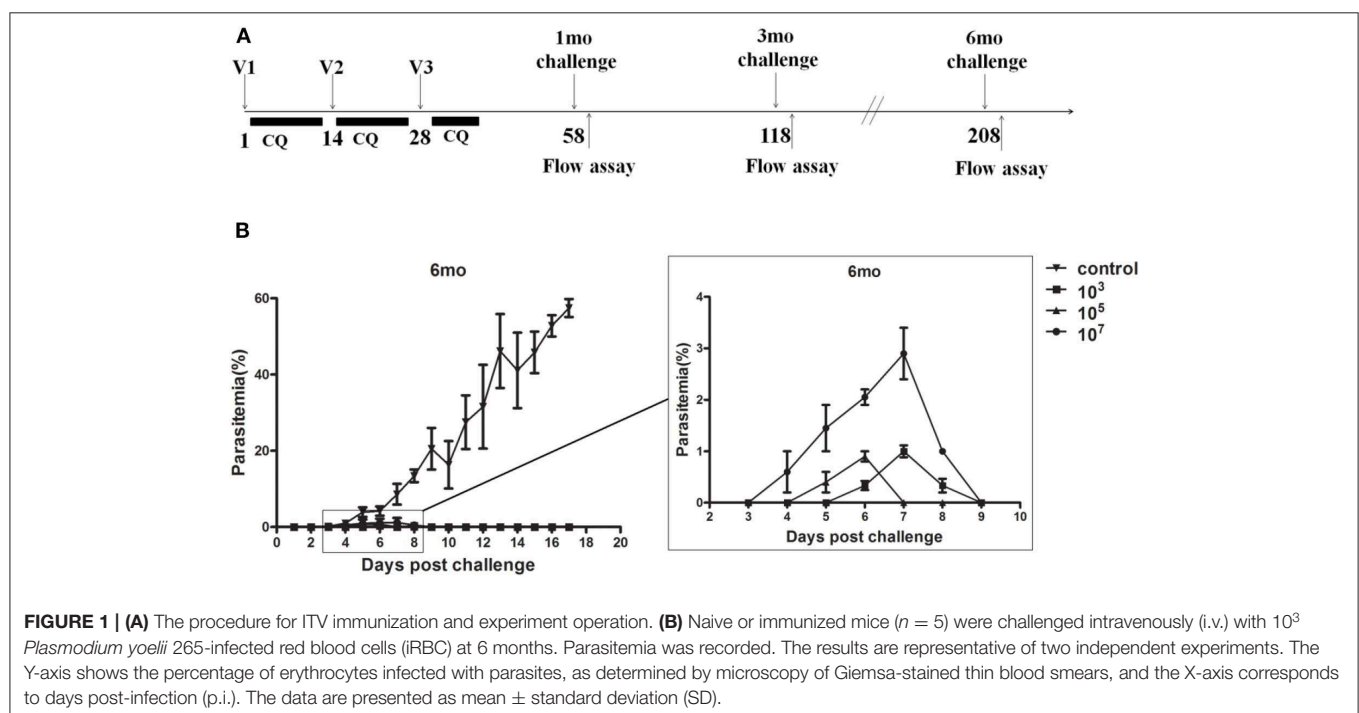 A
1mo
challenge
3mo
challenge
6mo
challenge
V1 V2 V3
1 CQ 14 CQ 28 CQ 58 118 208
Flow assay Flow assay Flow assay
B
6mo
Parasitemia(%)
60
40
20
0
0 2 4 6 8 10 12 14 16 18 20
Days post challenge
6mo
Parasitemia(%)
4
3
2
1
0
2 3 4 5 6 7 8 9 10
Days post challenge
control
10³
10⁵
10⁷
FIGURE 1 | (A) The procedure for ITV immunization and experiment operation. (B) Naive or immunized mice (n = 5) were challenged intravenously (i.v.) with 10³
Plasmodium yoelii 265-infected red blood cells (iRBC) at 6 months. Parasitemia was recorded. The results are representative of two independent experiments. The
Y-axis shows the percentage of erythrocytes infected with parasites, as determined by microscopy of Giemsa-stained thin blood smears, and the X-axis corresponds
to days post-infection (p.i.). The data are presented as mean ± standard deviation (SD).